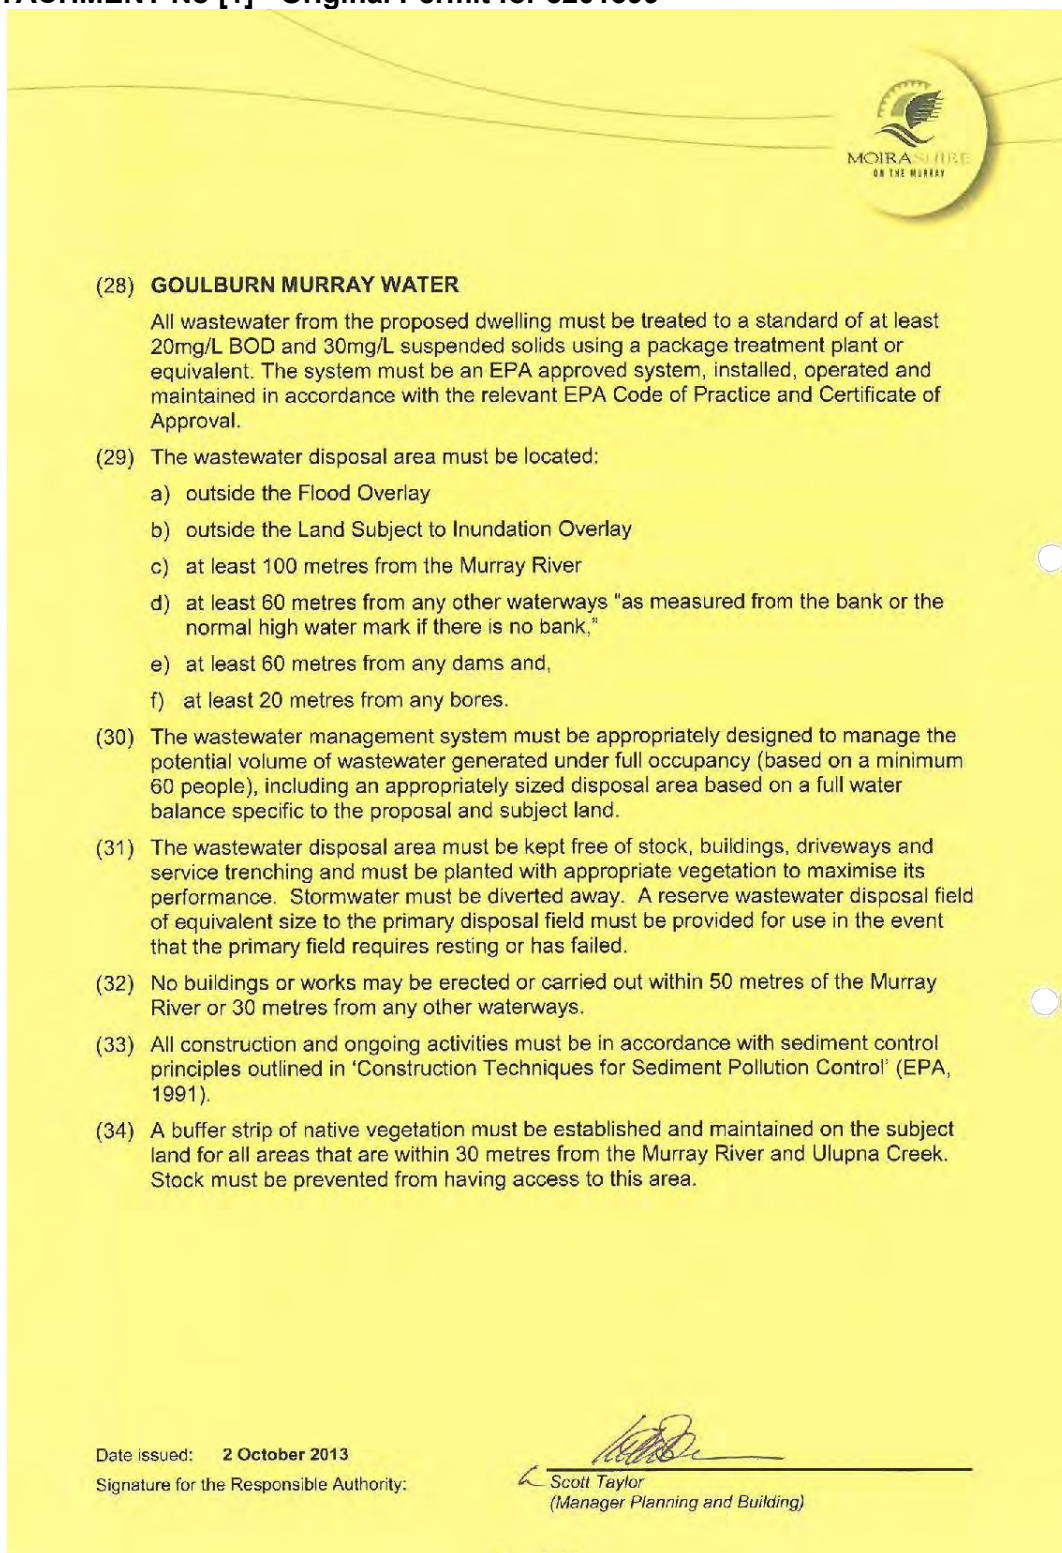 MOIRA SHIRE
ON THE MURRAY
(28) GOULBURN MURRAY WATER
All wastewater from the proposed dwelling must be treated to a standard of at least
20mg/L BOD and 30mg/L suspended solids using a package treatment plant or
equivalent. The system must be an EPA approved system, installed, operated and
maintained in accordance with the relevant EPA Code of Practice and Certificate of
Approval.
(29) The wastewater disposal area must be located:
a) outside the Flood Overlay
b) outside the Land Subject to Inundation Overlay
c) at least 100 metres from the Murray River
d) at least 60 metres from any other waterways "as measured from the bank or the
normal high water mark if there is no bank,"
e) at least 60 metres from any dams and,
f) at least 20 metres from any bores.
(30) The wastewater management system must be appropriately designed to manage the
potential volume of wastewater generated under full occupancy (based on a minimum
60 people), including an appropriately sized disposal area based on a full water
balance specific to the proposal and subject land.
(31) The wastewater disposal area must be kept free of stock, buildings, driveways and
service trenching and must be planted with appropriate vegetation to maximise its
performance. Stormwater must be diverted away. A reserve wastewater disposal field
of equivalent size to the primary disposal field must be provided for use in the event
that the primary field requires resting or has failed.
(32) No buildings or works may be erected or carried out within 50 metres of the Murray
River or 30 metres from any other waterways.
(33) All construction and ongoing activities must be in accordance with sediment control
principles outlined in 'Construction Techniques for Sediment Pollution Control' (EPA,
1991).
(34) A buffer strip of native vegetation must be established and maintained on the subject
land for all areas that are within 30 metres from the Murray River and Ulupna Creek.
Stock must be prevented from having access to this area.
Date issued: 2 October 2013
Signature for the Responsible Authority:
Scott Taylor
(Manager Planning and Building)